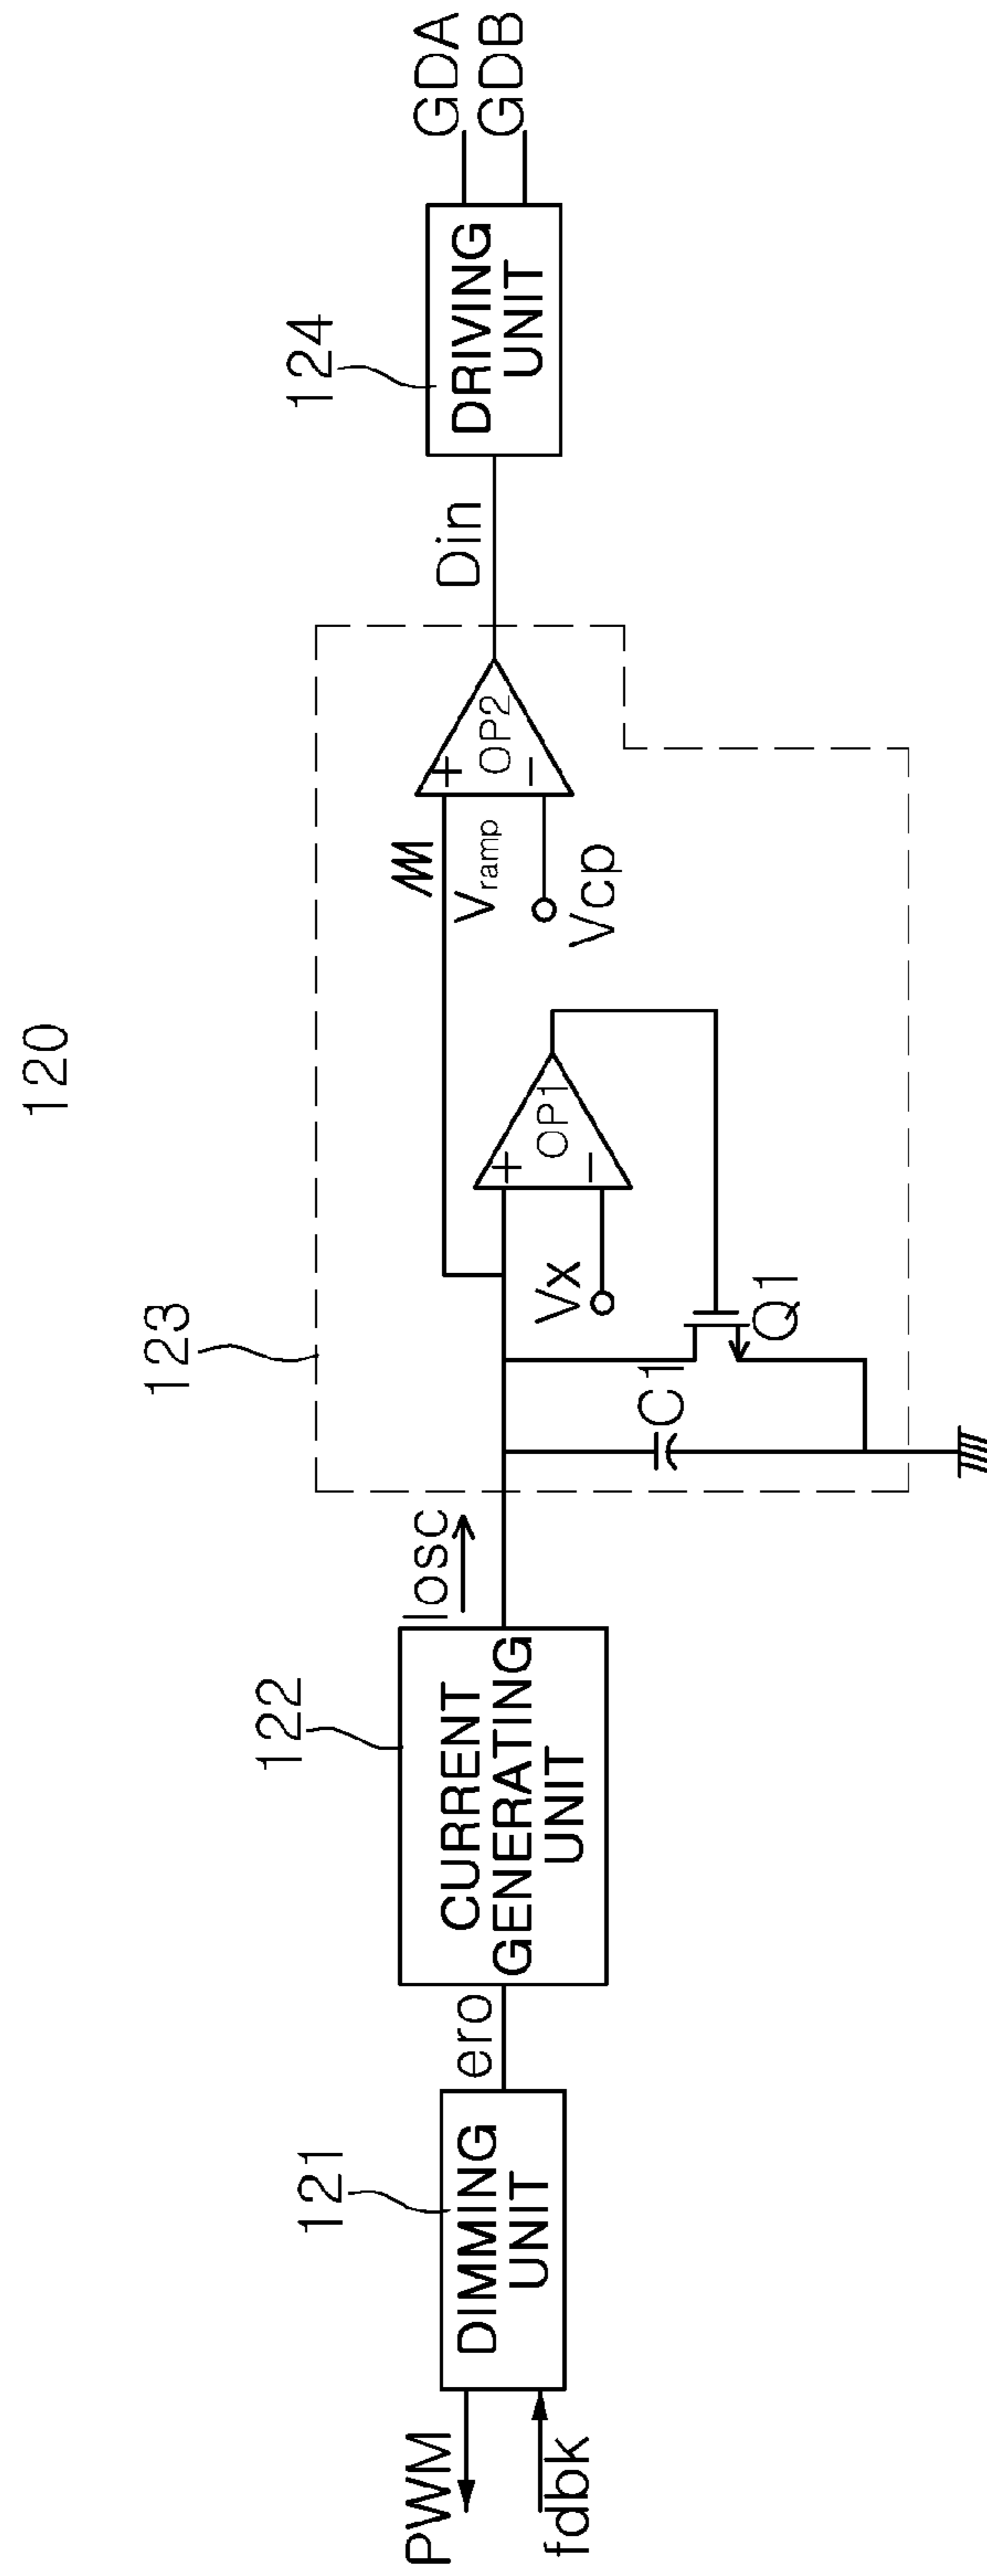 120
PWM
fdbk
121
DIMMING
UNIT
ero
122
CURRENT
GENERATING
UNIT
Iosc
123
C1
Q1
Vx
+
OP1
−
Vramp
Vcp
+
OP2
−
Din
124
DRIVING
UNIT
GDA
GDB